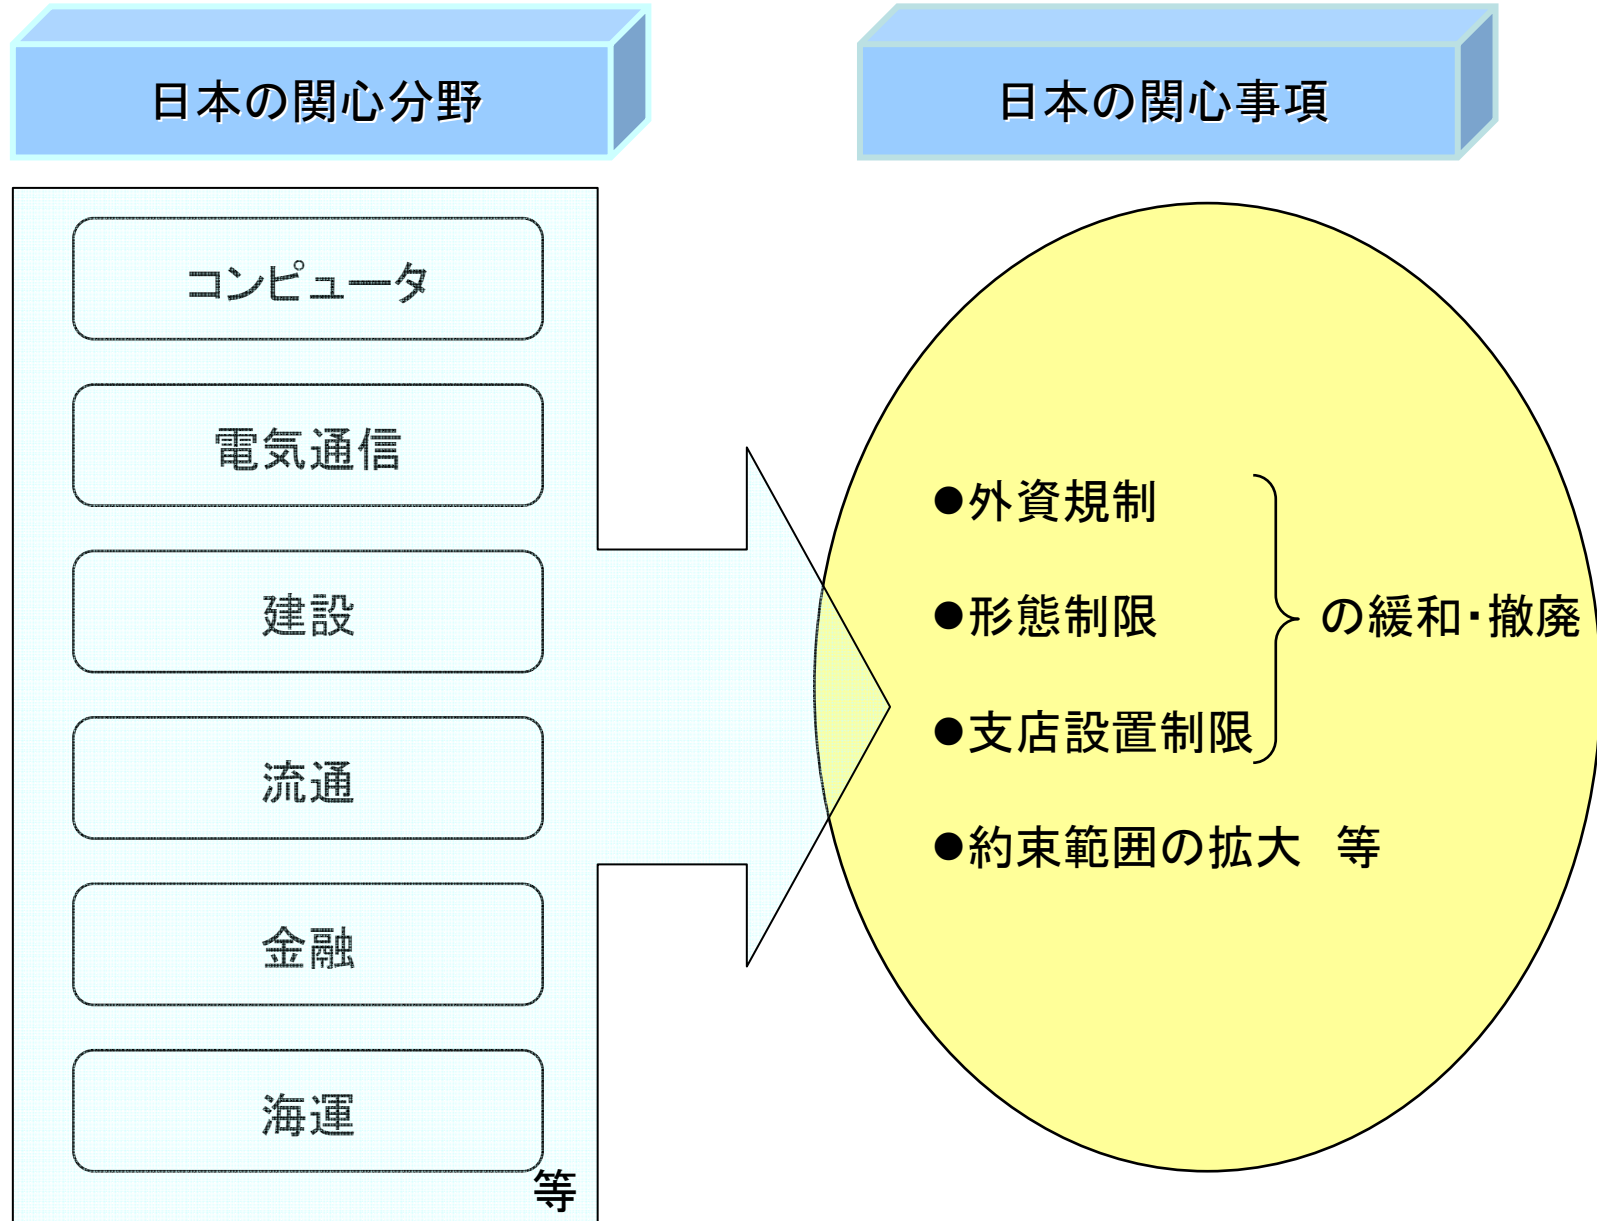 日本の関心分野
コンピュータ
電気通信
建設
流通
金融
海運
等
日本の関心事項
●外資規制
●形態制限
●支店設置制限
の緩和・撤廃
●約束範囲の拡大　等